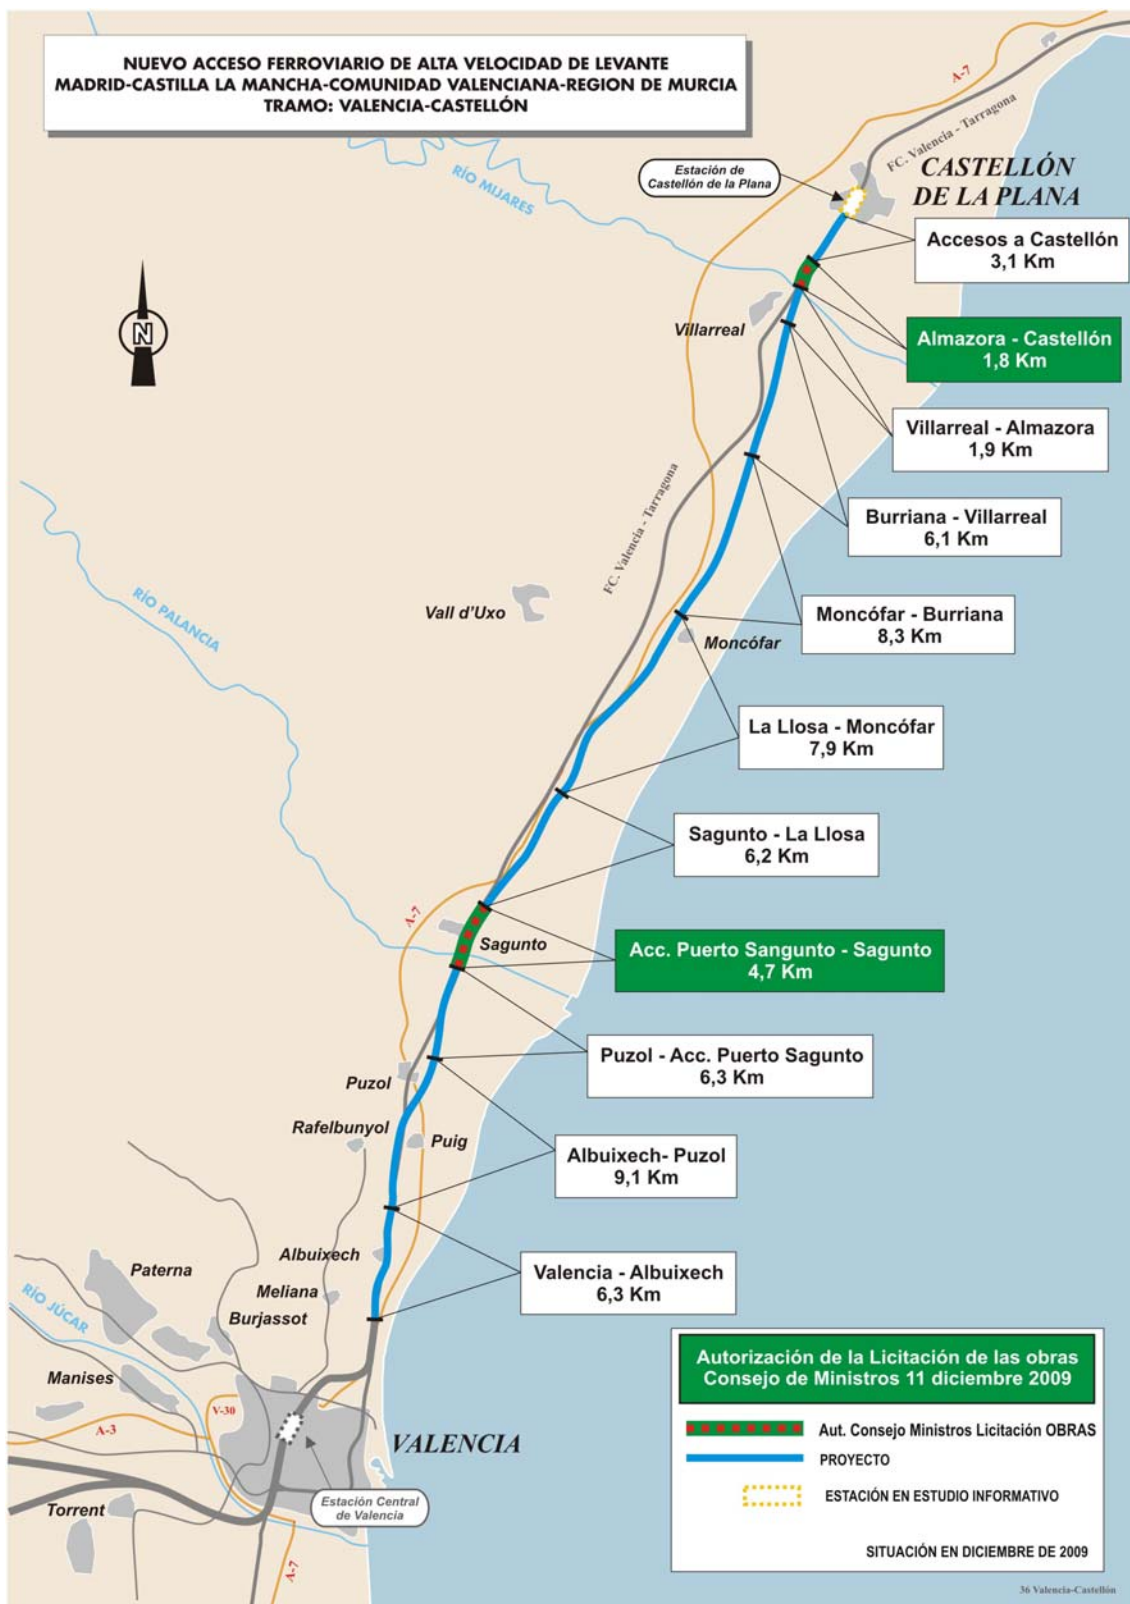 NUEVO ACCESO FERROVIARIO DE ALTA VELOCIDAD DE LEVANTE
MADRID-CASTILLA LA MANCHA-COMUNIDAD VALENCIANA-REGION DE MURCIA
TRAMO: VALENCIA-CASTELLÓN
A-7
FC. Valencia - Tarragona
RÍO MIJARES
Estación de
Castellón de la Plana
CASTELLÓN
DE LA PLANA
Accesos a Castellón
3,1 Km
N
Villarreal
Almazora - Castellón
1,8 Km
Villarreal - Almazora
1,9 Km
FC. Valencia - Tarragona
Burriana - Villarreal
6,1 Km
RÍO PALANCIA
Vall d'Uxo
Moncófar
Moncófar - Burriana
8,3 Km
La Llosa - Moncófar
7,9 Km
Sagunto - La Llosa
6,2 Km
A-7
Sagunto
Acc. Puerto Sangunto - Sagunto
4,7 Km
Puzol
Puzol - Acc. Puerto Sagunto
6,3 Km
Rafelbunyol
Puig
Albuixech- Puzol
9,1 Km
Albuixech
Valencia - Albuixech
6,3 Km
Paterna
Meliana
RÍO JÚCAR
Burjassot
Manises
V-30
A-3
VALENCIA
Torrent
Estación Central
de Valencia
A-7
Autorización de la Licitación de las obras
Consejo de Ministros 11 diciembre 2009
Aut. Consejo Ministros Licitación OBRAS
PROYECTO
ESTACIÓN EN ESTUDIO INFORMATIVO
SITUACIÓN EN DICIEMBRE DE 2009
36 Valencia-Castellón